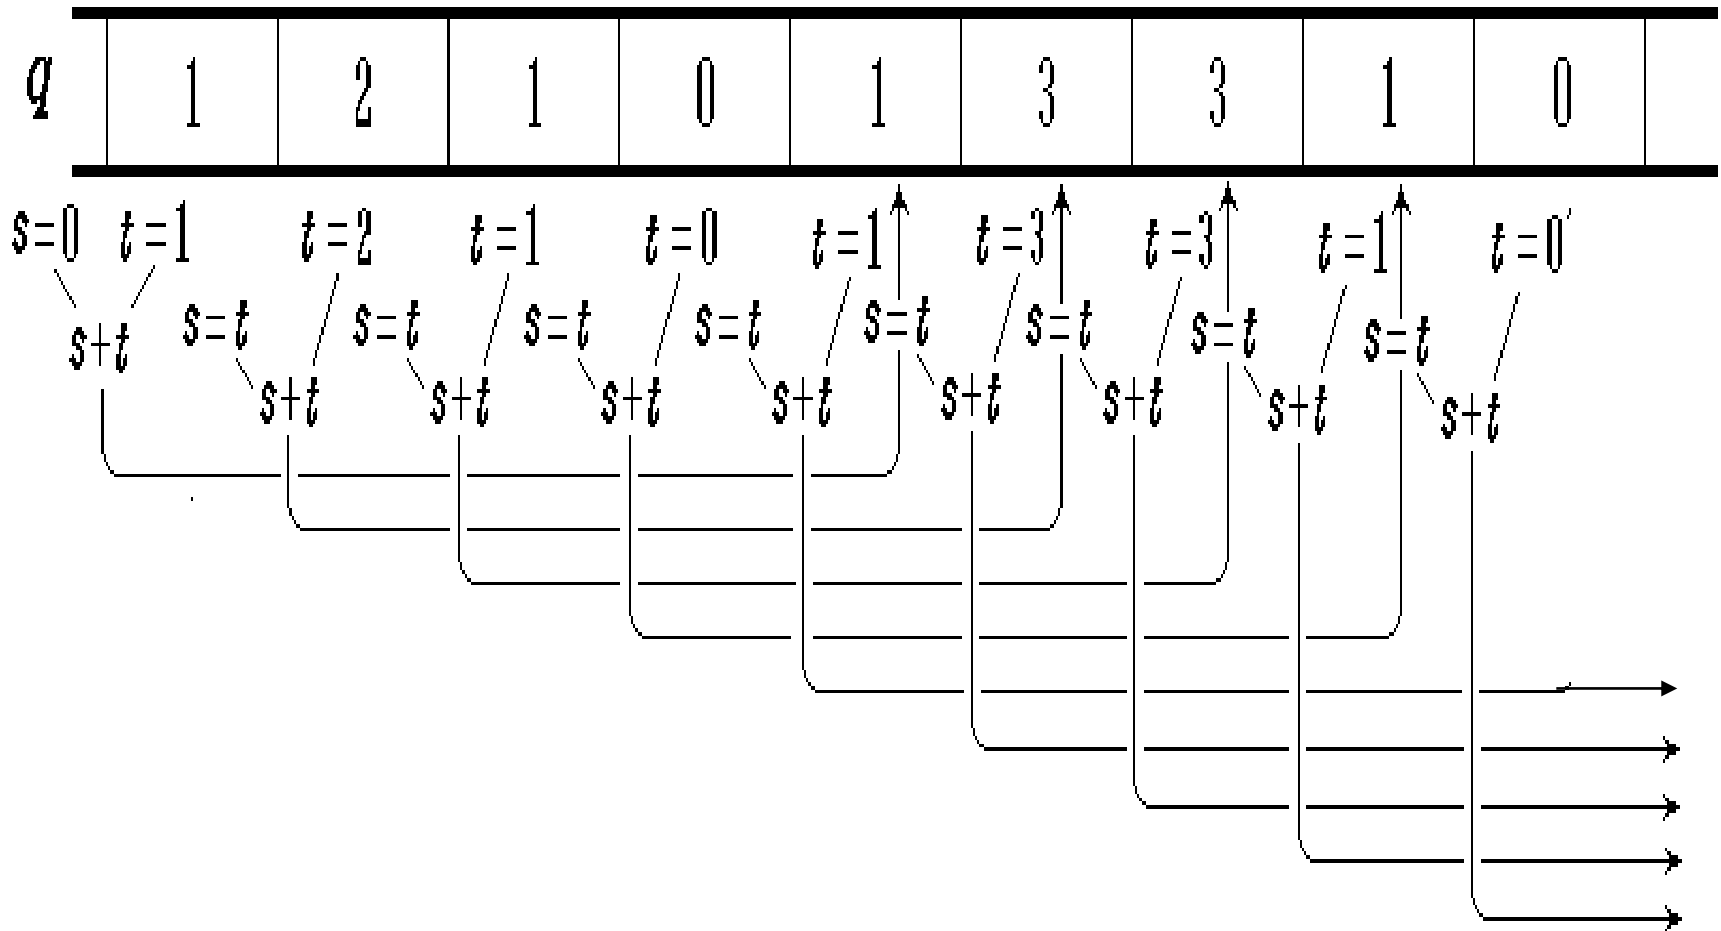 q 1 2 1 0 1 3 3 1 0
s=0 t=1 t=2 t=1 t=0 t=1 t=3 t=3 t=1 t=0
s+t s=t s=t s=t s=t s=t s=t s=t s=t
s+t s+t s+t s+t s+t s+t s+t s+t